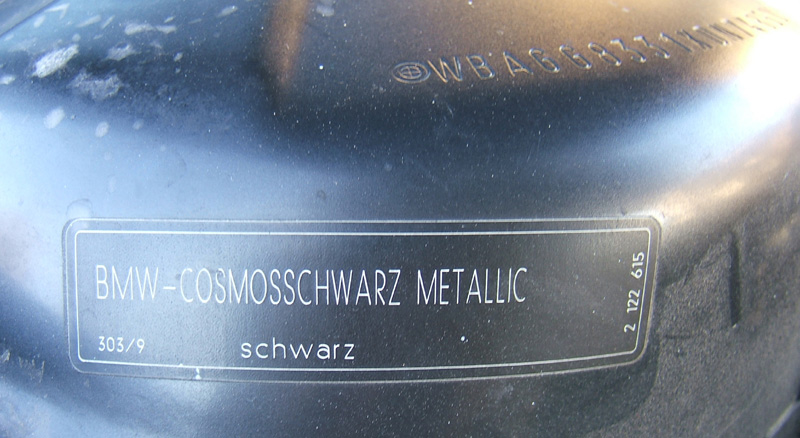 BMW-COSMOSSCHWARZ METALLIC
303/9
schwarz
2 122 615